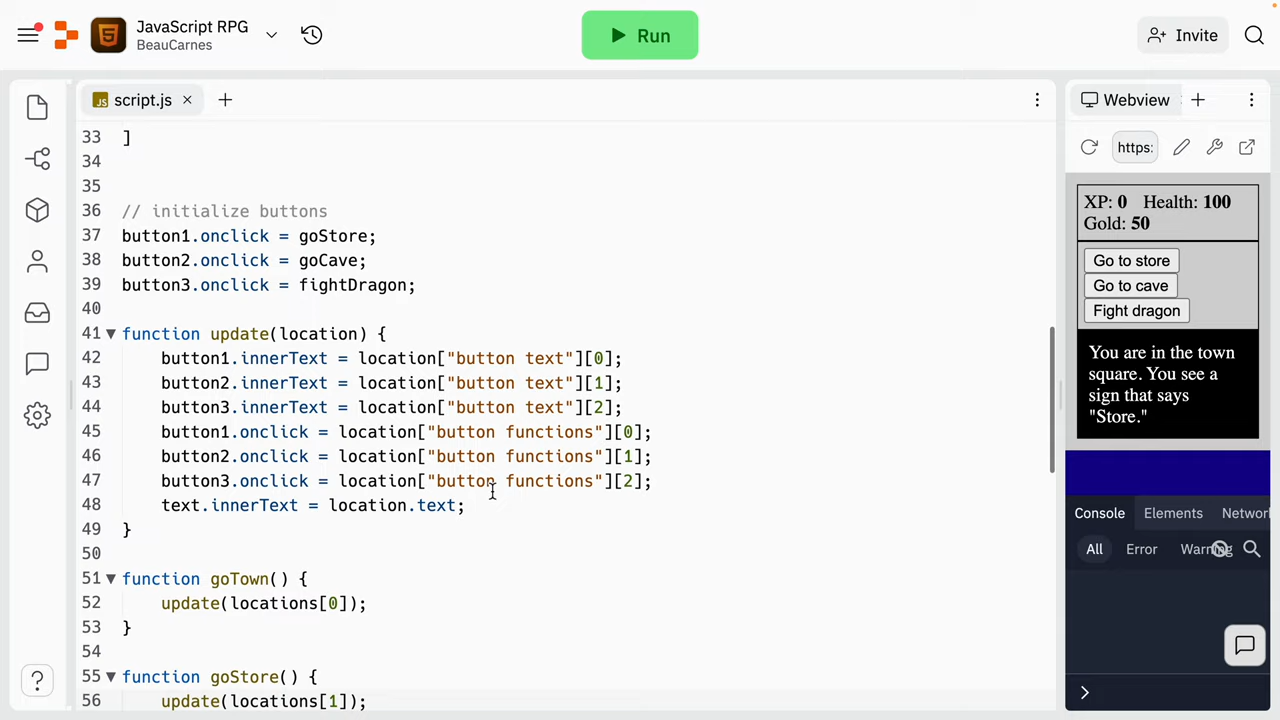 JavaScript RPG
BeauCarnes
Run
Invite
JS script.js
33 ]
34
35
36 // initialize buttons
37 button1.onclick = goStore;
38 button2.onclick = goCave;
39 button3.onclick = fightDragon;
40
41 function update(location) {
42 button1.innerText = location["button text"][0];
43 button2.innerText = location["button text"][1];
44 button3.innerText = location["button text"][2];
45 button1.onclick = location["button functions"][0];
46 button2.onclick = location["button functions"][1];
47 button3.onclick = location["button functions"][2];
48 text.innerText = location.text;
49 }
50
51 function goTown() {
52 update(locations[0]);
53 }
54
55 function goStore() {
56 update(locations[1]);
Webview
https:
XP: 0 Health: 100
Gold: 50
Go to store
Go to cave
Fight dragon
You are in the town
square. You see a
sign that says
"Store."
Console Elements Networ
All Error Warning
>
?